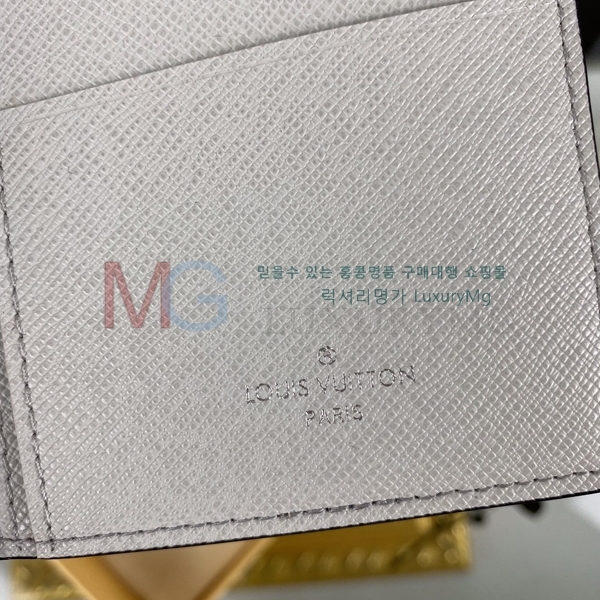 믿을수 있는 홍콩명품 구매대행 쇼핑몰
MG
럭셔리명가 LuxuryMg
LOUIS VUITTON
PARIS